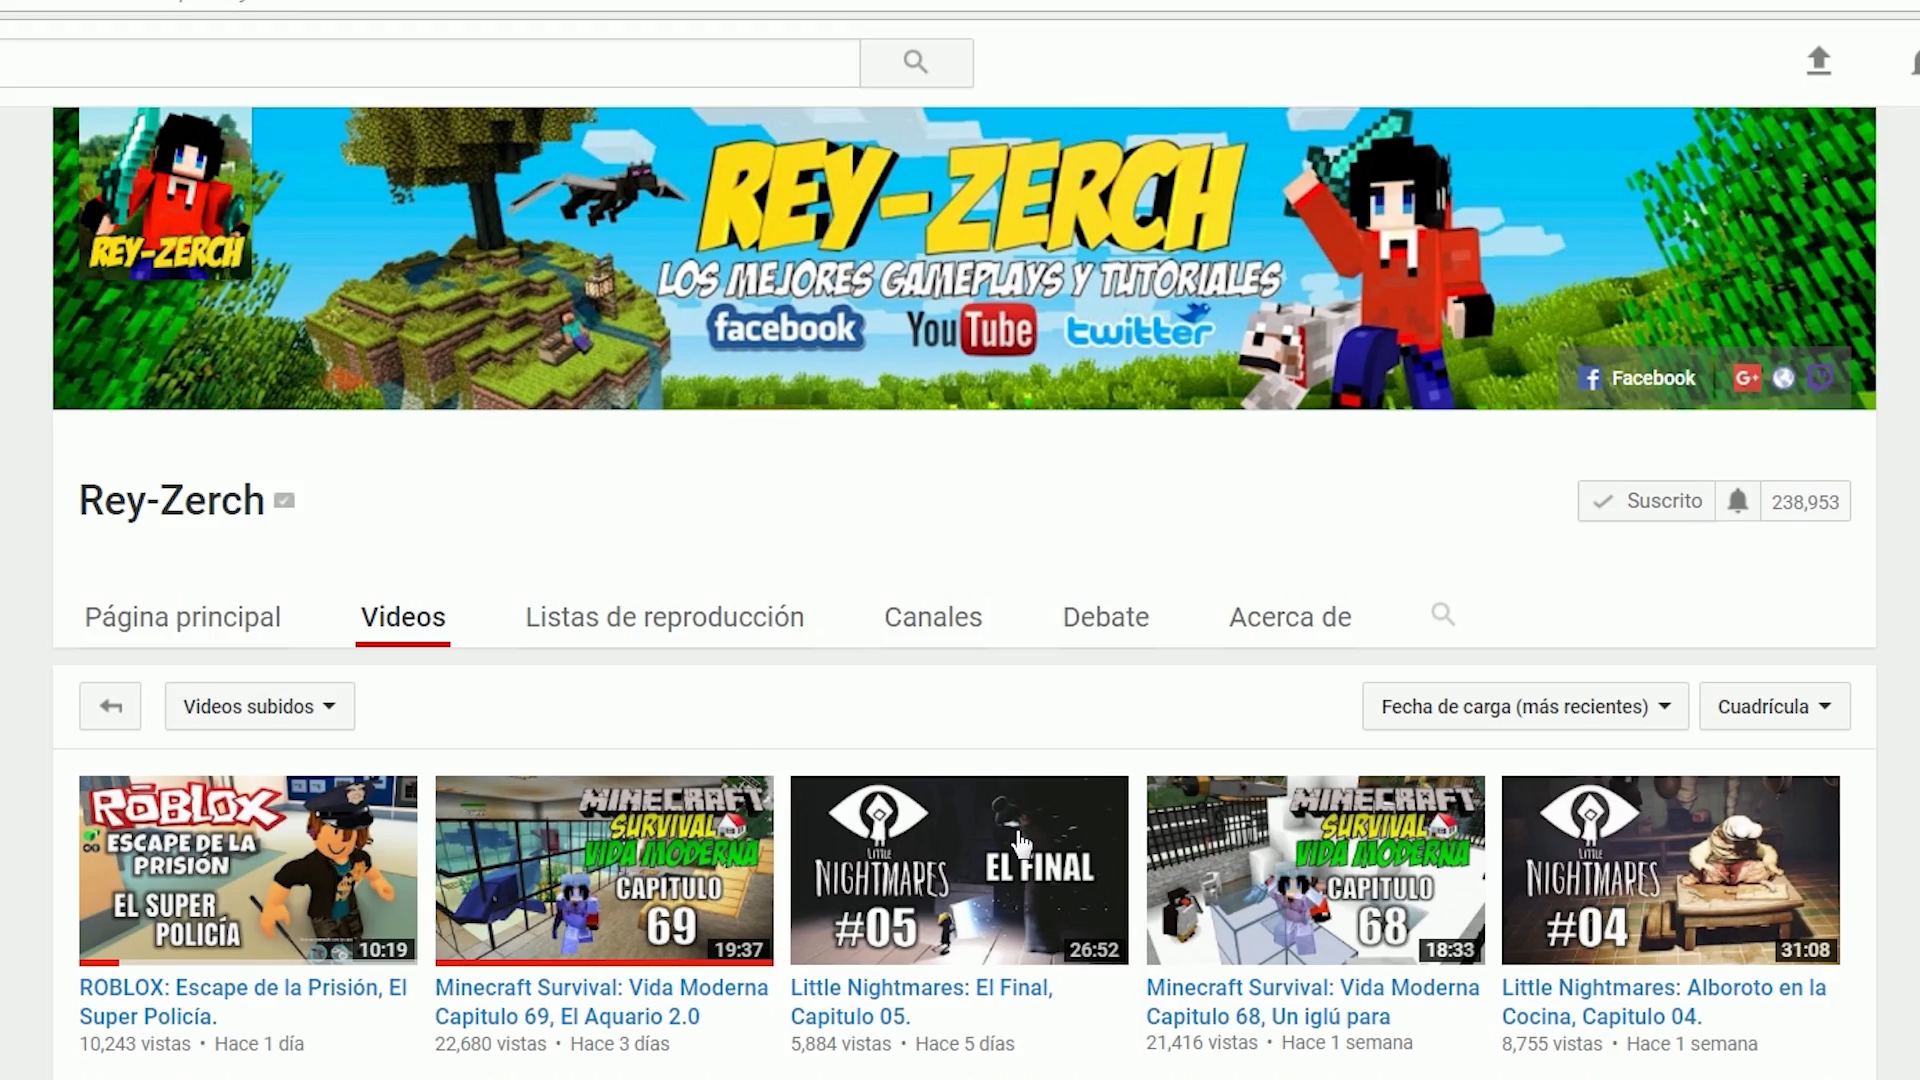 REY-ZERCH
REY-ZERCH
LOS MEJORES GAMEPLAYS Y TUTORIALES
facebook YouTube twitter
Facebook G+
Rey-Zerch
Suscrito 238,953
Página principal Videos Listas de reproducción Canales Debate Acerca de
Videos subidos Fecha de carga (más recientes) Cuadrícula
ROBLOX
ESCAPE DE LA
PRISIÓN
EL SUPER
POLICÍA
10:19
MINECRAFT
SURVIVAL
VIDA MODERNA
CAPITULO
69
19:37
LITTLE
NIGHTMARES
#05
EL FINAL
26:52
MINECRAFT
SURVIVAL
VIDA MODERNA
CAPITULO
68
18:33
LITTLE
NIGHTMARES
#04
31:08
ROBLOX: Escape de la Prisión, El
Super Policía.
10,243 vistas • Hace 1 día
Minecraft Survival: Vida Moderna
Capitulo 69, El Aquario 2.0
22,680 vistas • Hace 3 días
Little Nightmares: El Final,
Capitulo 05.
5,884 vistas • Hace 5 días
Minecraft Survival: Vida Moderna
Capitulo 68, Un iglú para
21,416 vistas • Hace 1 semana
Little Nightmares: Alboroto en la
Cocina, Capitulo 04.
8,755 vistas • Hace 1 semana